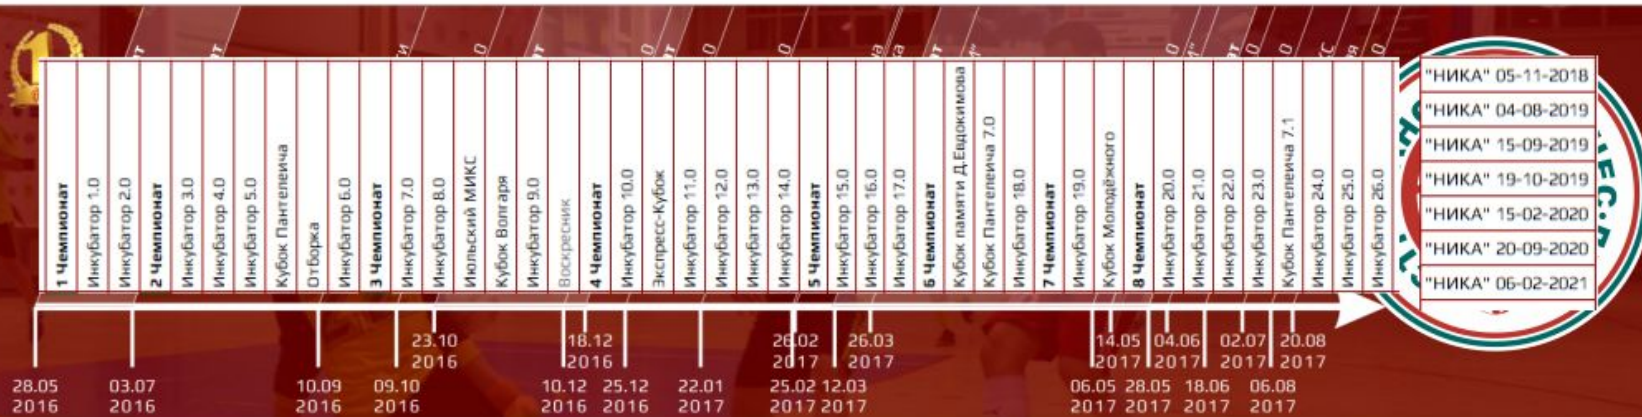 1 Чемпионат
Инкубатор 1.0
Инкубатор 2.0
2 Чемпионат
Инкубатор 3.0
Инкубатор 4.0
Инкубатор 5.0
Кубок Пантелеича
Отборка
Инкубатор 6.0
3 Чемпионат
Инкубатор 7.0
Инкубатор 8.0
Июльский МИКС
Кубок Волгаря
Инкубатор 9.0
Воскресник
4 Чемпионат
Инкубатор 10.0
Экспресс-Кубок
Инкубатор 11.0
Инкубатор 12.0
Инкубатор 13.0
Инкубатор 14.0
5 Чемпионат
Инкубатор 15.0
Инкубатор 16.0
Инкубатор 17.0
6 Чемпионат
Кубок памяти Д.Евдокимова
Кубок Пантелеича 7.0
Инкубатор 18.0
7 Чемпионат
Инкубатор 19.0
Кубок Молодёжного
8 Чемпионат
Инкубатор 20.0
Инкубатор 21.0
Инкубатор 22.0
Инкубатор 23.0
Кубок Пантелеича 7.1
Инкубатор 24.0
Инкубатор 25.0
Инкубатор 26.0
"НИКА" 05-11-2018
"НИКА" 04-08-2019
"НИКА" 15-09-2019
"НИКА" 19-10-2019
"НИКА" 15-02-2020
"НИКА" 20-09-2020
"НИКА" 06-02-2021
28.05
2016
03.07
2016
10.09
2016
09.10
2016
23.10
2016
10.12
2016
18.12
2016
25.12
2016
22.01
2017
26.02
2017
25.02
2017
12.03
2017
26.03
2017
06.05
2017
14.05
2017
28.05
2017
04.06
2017
18.06
2017
02.07
2017
06.08
2017
20.08
2017